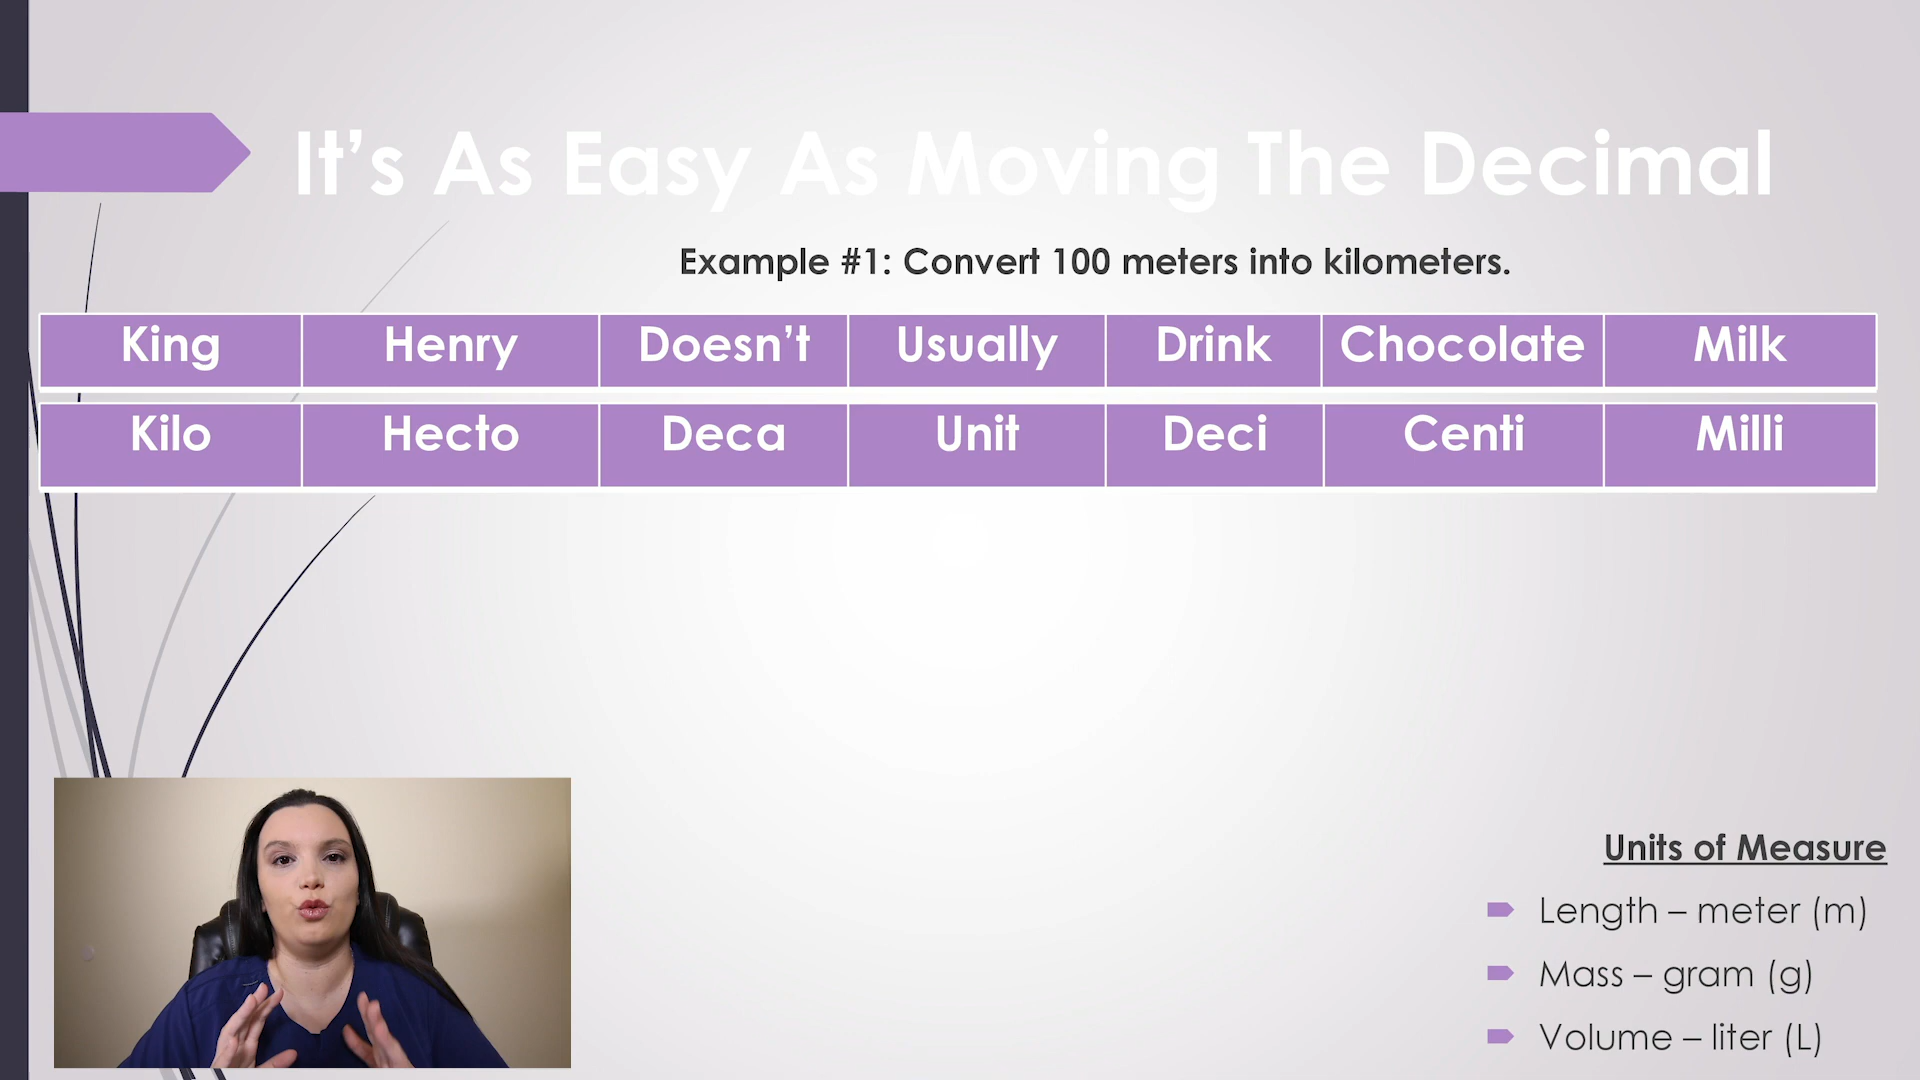 It’s As Easy As Moving The Decimal
Example #1: Convert 100 meters into kilometers.
King Henry Doesn’t Usually Drink Chocolate Milk
Kilo Hecto Deca Unit Deci Centi Milli
Units of Measure
Length – meter (m)
Mass – gram (g)
Volume – liter (L)